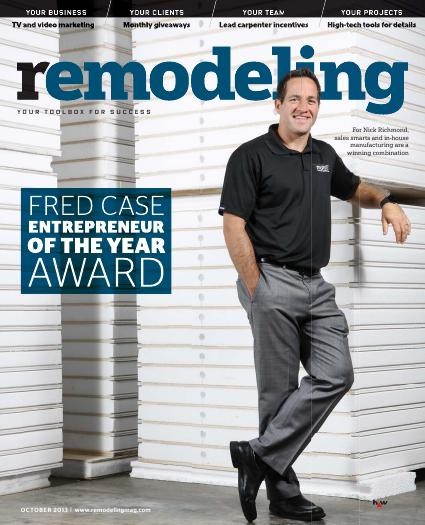 YOUR BUSINESS
TV and video marketing
YOUR CLIENTS
Monthly giveaways
YOUR TEAM
Lead carpenter incentives
YOUR PROJECTS
High-tech tools for details
remodeling
YOUR TOOLBOX FOR SUCCESS
For Nick Richmond,
sales smarts and in-house
manufacturing are a
winning combination
FRED CASE
ENTREPRENEUR
OF THE YEAR
AWARD
OCTOBER 2013 | www.remodelingmag.com